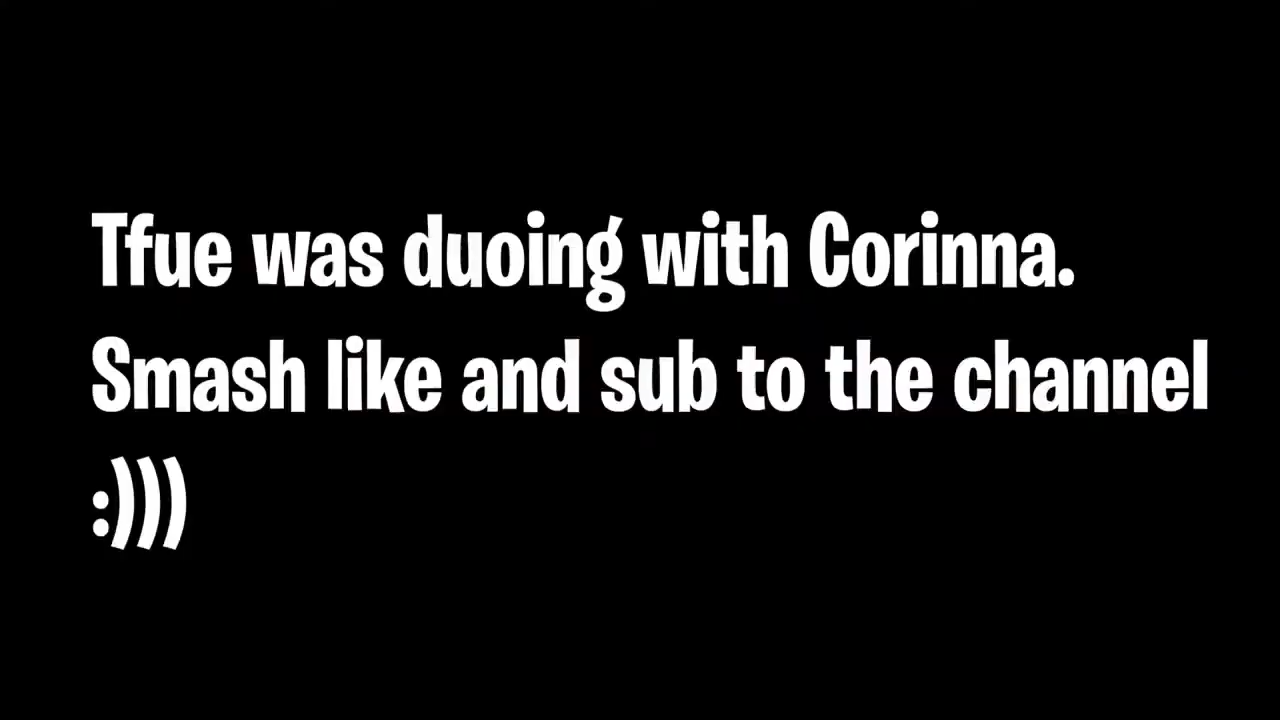 Tfue was duoing with Corinna.
Smash like and sub to the channel
:)))